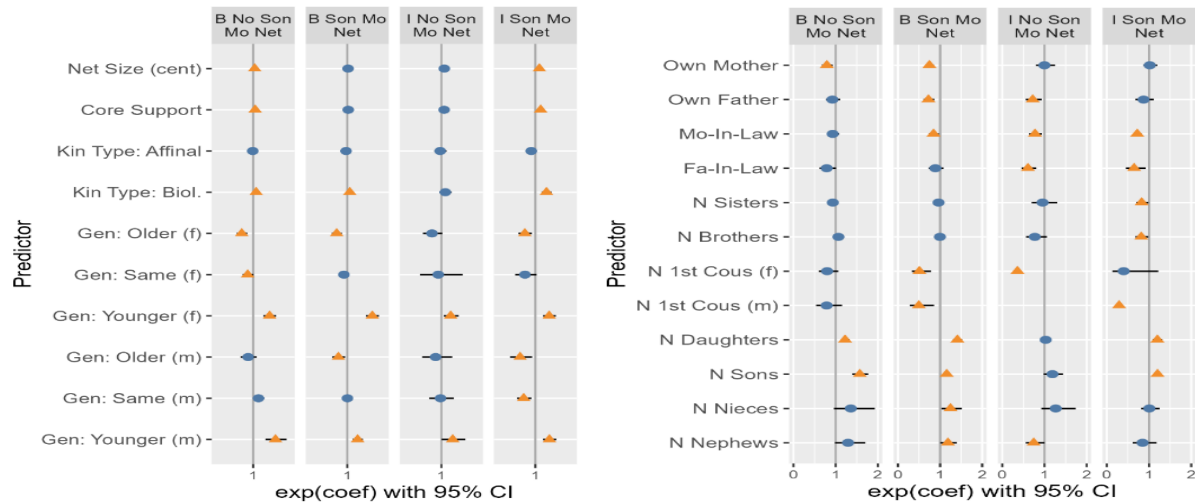 B No Son
Mo Net
B Son Mo
Net
I No Son
Mo Net
I Son Mo
Net
Predictor
Net Size (cent)
Core Support
Kin Type: Affinal
Kin Type: Biol.
Gen: Older (f)
Gen: Same (f)
Gen: Younger (f)
Gen: Older (m)
Gen: Same (m)
Gen: Younger (m)
1 1 1 1
exp(coef) with 95% CI
B No Son
Mo Net
B Son Mo
Net
I No Son
Mo Net
I Son Mo
Net
Predictor
Own Mother
Own Father
Mo-In-Law
Fa-In-Law
N Sisters
N Brothers
N 1st Cous (f)
N 1st Cous (m)
N Daughters
N Sons
N Nieces
N Nephews
0 1 2 0 1 2 0 1 2 0 1 2
exp(coef) with 95% CI